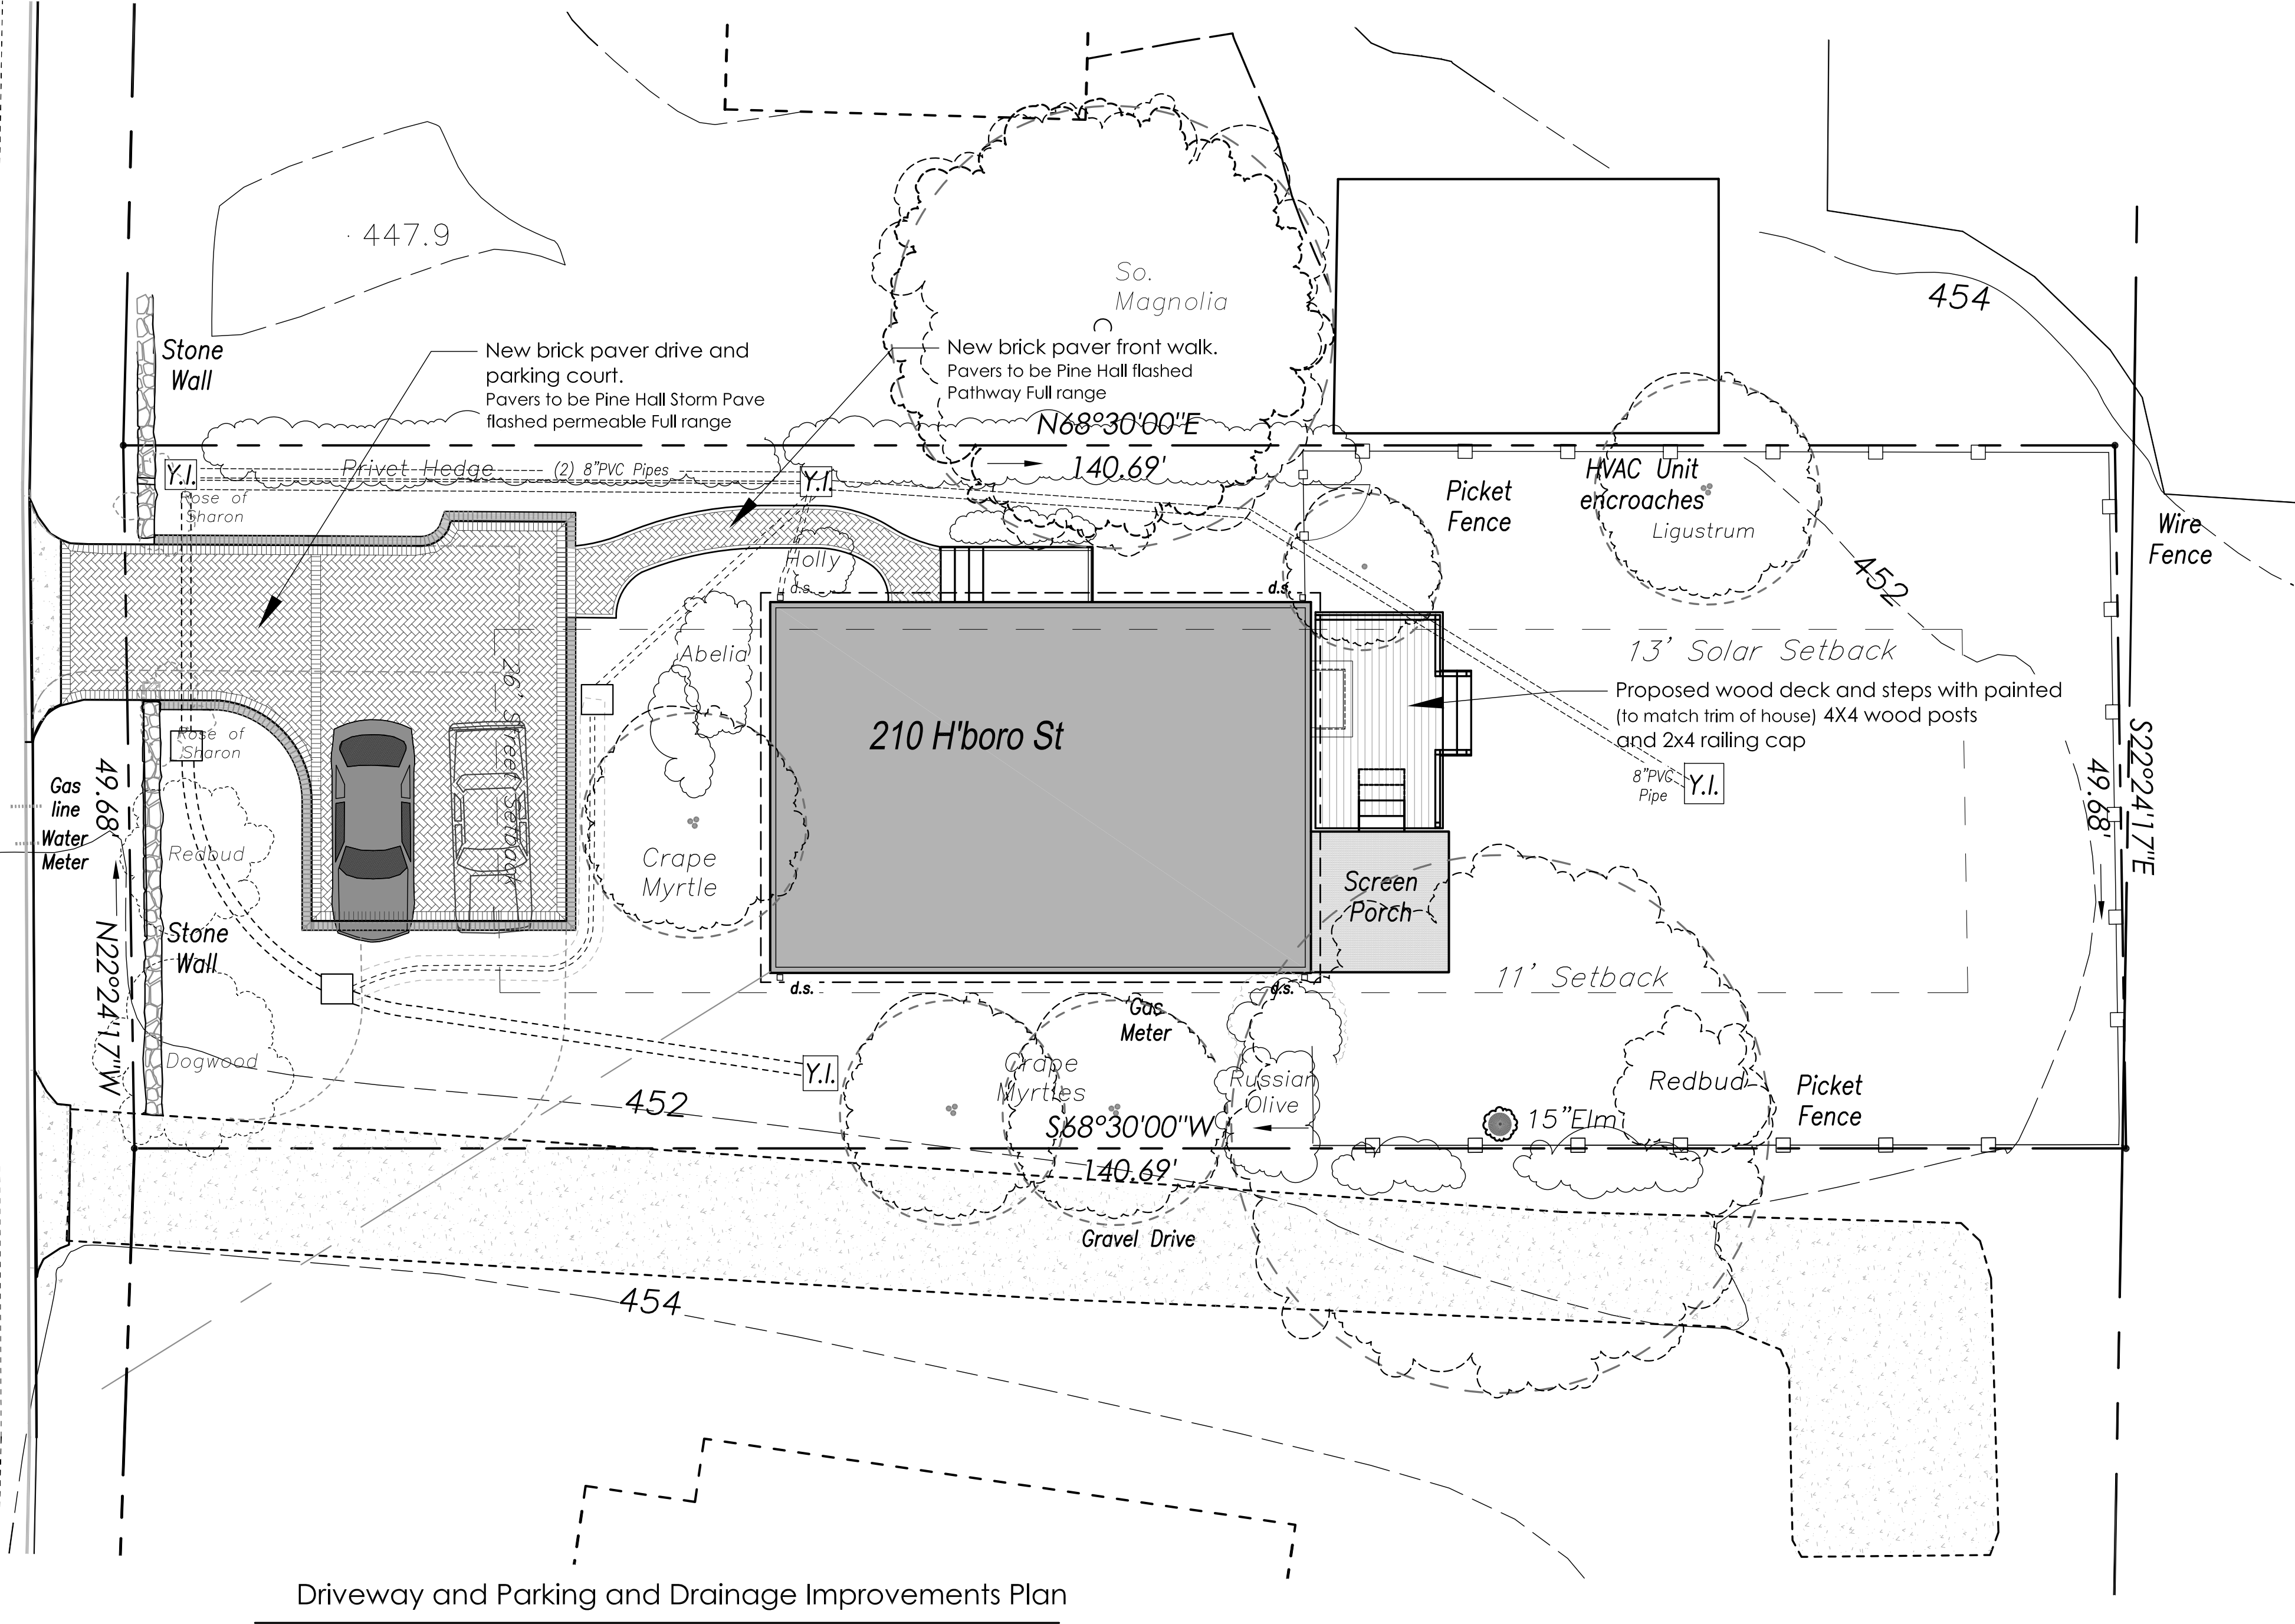 447.9
So.
Magnolia
454
Stone
Wall
New brick paver drive and
parking court.
Pavers to be Pine Hall Storm Pave
flashed permeable Full range
New brick paver front walk.
Pavers to be Pine Hall flashed
Pathway Full range
N68°30'00"E
140.69'
Y.I.
Privet Hedge
(2) 8"PVC Pipes
Y.I.
Rose of
Sharon
Picket
Fence
HVAC Unit
encroaches
Ligustrum
Wire
Fence
452
Holly
d.s.
d.s.
Abelia
26' Street Setback
210 H'boro St
13' Solar Setback
Proposed wood deck and steps with painted
(to match trim of house) 4X4 wood posts
and 2x4 railing cap
8"PVC
Pipe
Y.I.
S22°24'17"E
49.68'
Rose of
Sharon
Gas
line
Water
Meter
49.68'
N22°24'17"W
Redbud
Crape
Myrtle
Screen
Porch
Stone
Wall
11' Setback
d.s.
d.s.
Gas
Meter
Dogwood
Y.I.
Crape
Myrtles
Russian
Olive
Redbud
Picket
Fence
452
15"Elm
S68°30'00"W
140.69'
Gravel Drive
454
Driveway and Parking and Drainage Improvements Plan